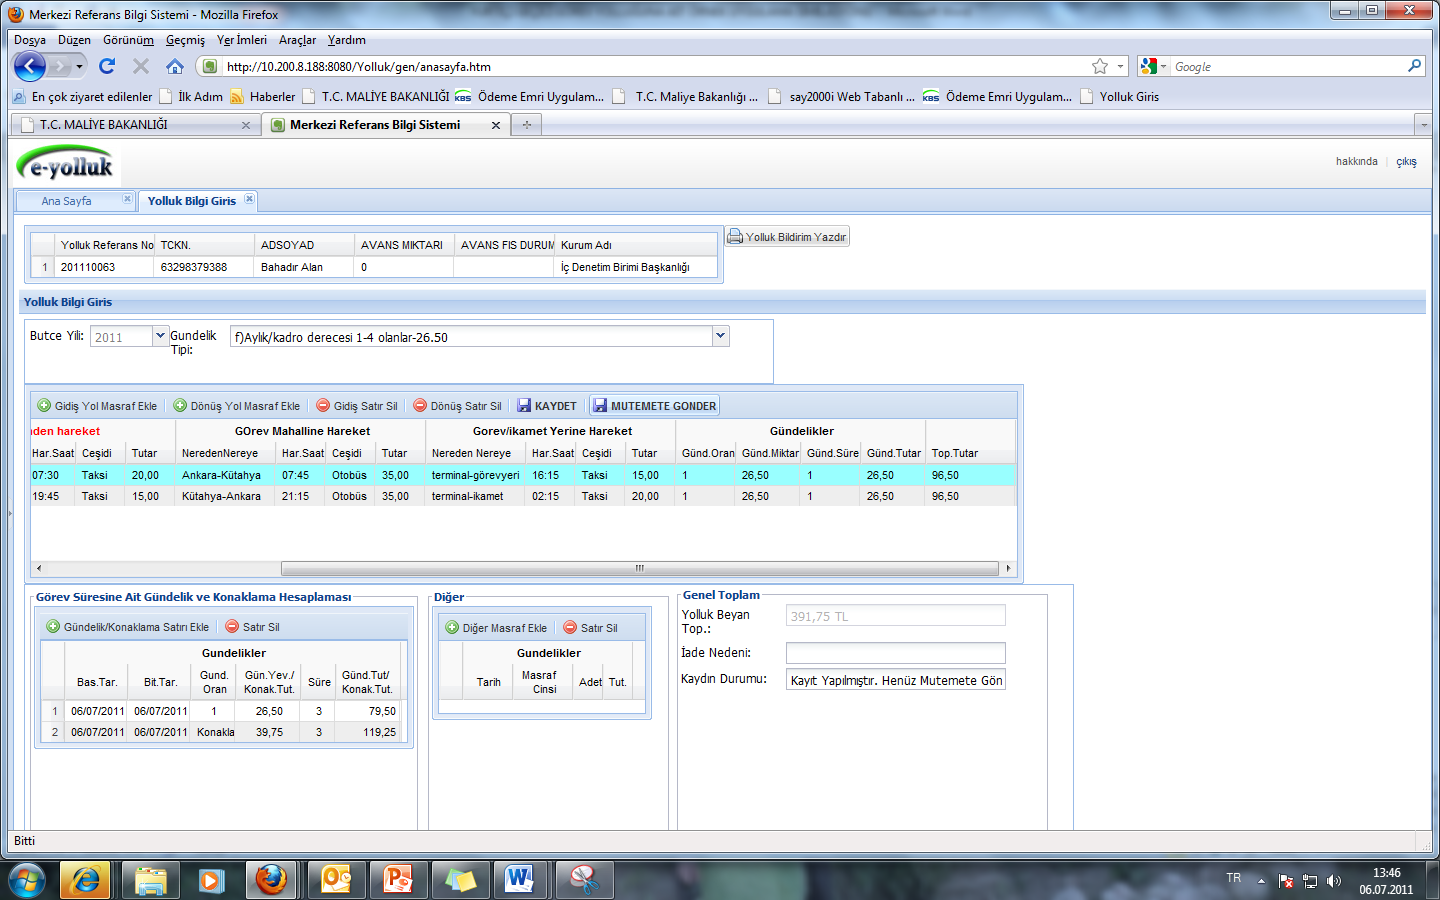 Merkezi Referans Bilgi Sistemi - Mozilla Firefox
Dosya Düzen Görünüm Geçmiş Yer İmleri Araçlar Yardım
http://10.200.8.188:8080/Yolluk/gen/anasayfa.htm
Google
En çok ziyaret edilenler İlk Adım Haberler T.C. MALİYE BAKANLIĞI KBS Ödeme Emri Uygulam... T.C. Maliye Bakanlığı ... say2000i Web Tabanlı ... KBS Ödeme Emri Uygulam... Yolluk Giris
T.C. MALİYE BAKANLIĞI Merkezi Referans Bilgi Sistemi
e-yolluk
hakkında çıkış
Ana Sayfa Yolluk Bilgi Giris
Yolluk Referans No TCKN. ADSOYAD AVANS MIKTARI AVANS FIS DURUM Kurum Adı
Yolluk Bildirim Yazdır
1 201110063 63298379388 Bahadır Alan 0 İç Denetim Birimi Başkanlığı
Yolluk Bilgi Giris
Butce Yili: 2011 Gundelik Tipi: f)Aylık/kadro derecesi 1-4 olanlar-26.50
Gidiş Yol Masraf Ekle Dönüş Yol Masraf Ekle Gidiş Satır Sil Dönüş Satır Sil KAYDET MUTEMETE GONDER
nden hareket GOrev Mahalline Hareket Gorev/ikamet Yerine Hareket Gündelikler
Har.Saat Ceşidi Tutar NeredenNereye Har.Saat Ceşidi Tutar Nereden Nereye Har.Saat Ceşidi Tutar Günd.Oran Günd.Miktar Günd.Süre Günd.Tutar Top.Tutar
07:30 Taksi 20,00 Ankara-Kütahya 07:45 Otobüs 35,00 terminal-görevyeri 16:15 Taksi 15,00 1 26,50 1 26,50 96,50
19:45 Taksi 15,00 Kütahya-Ankara 21:15 Otobüs 35,00 terminal-ikamet 02:15 Taksi 20,00 1 26,50 1 26,50 96,50
Görev Süresine Ait Gündelik ve Konaklama Hesaplaması
Gündelik/Konaklama Satırı Ekle Satır Sil
Gundelikler
Bas.Tar. Bit.Tar. Gund. Oran Gün.Yev./ Konak.Tut. Süre Günd.Tut/ Konak.Tut.
1 06/07/2011 06/07/2011 1 26,50 3 79,50
2 06/07/2011 06/07/2011 Konakla 39,75 3 119,25
Diğer
Diğer Masraf Ekle Satır Sil
Gundelikler
Tarih Masraf Cinsi Adet Tut.
Genel Toplam
Yolluk Beyan Top.: 391,75 TL
İade Nedeni:
Kaydın Durumu: Kayıt Yapılmıştır. Henüz Mutemete Gön
Bitti
TR 13:46
06.07.2011